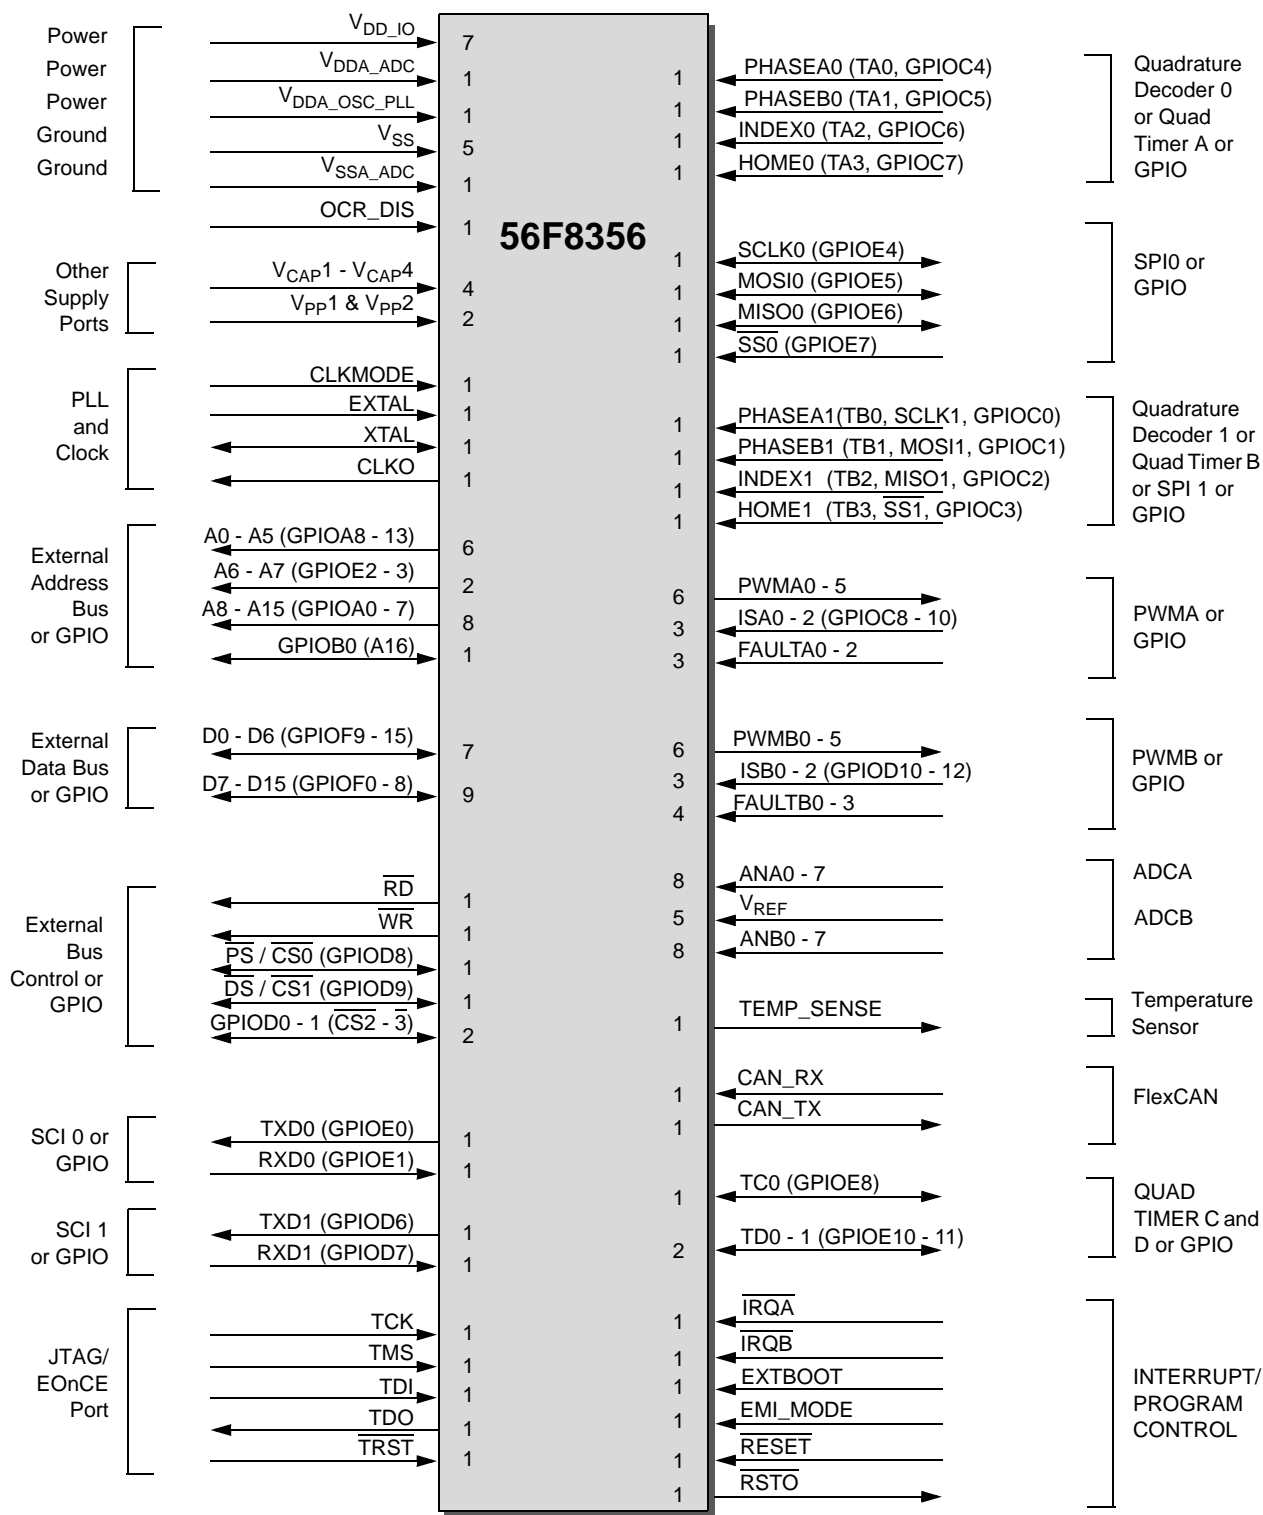 Power
Power
Power
Ground
Ground
VDD_IO
7
VDDA_ADC
1
VDDA_OSC_PLL
1
VSS
5
VSSA_ADC
1
OCR_DIS
1
Other
Supply
Ports
VCAP1 - VCAP4
4
VPP1 & VPP2
2
PLL
and
Clock
CLKMODE
1
EXTAL
1
XTAL
1
CLKO
1
External
Address
Bus
or GPIO
A0 - A5 (GPIOA8 - 13)
6
A6 - A7 (GPIOE2 - 3)
2
A8 - A15 (GPIOA0 - 7)
8
GPIOB0 (A16)
1
External
Data Bus
or GPIO
D0 - D6 (GPIOF9 - 15)
7
D7 - D15 (GPIOF0 - 8)
9
External
Bus
Control or
GPIO
RD
1
WR
1
PS / CS0 (GPIOD8)
1
DS / CS1 (GPIOD9)
1
GPIOD0 - 1 (CS2 - 3)
2
SCI 0 or
GPIO
TXD0 (GPIOE0)
1
RXD0 (GPIOE1)
1
SCI 1
or GPIO
TXD1 (GPIOD6)
1
RXD1 (GPIOD7)
1
JTAG/
EOnCE
Port
TCK
1
TMS
1
TDI
1
TDO
1
TRST
1
56F8356
1
PHASEA0 (TA0, GPIOC4)
1
PHASEB0 (TA1, GPIOC5)
1
INDEX0 (TA2, GPIOC6)
1
HOME0 (TA3, GPIOC7)
Quadrature
Decoder 0
or Quad
Timer A or
GPIO
1
SCLK0 (GPIOE4)
1
MOSI0 (GPIOE5)
1
MISO0 (GPIOE6)
1
SS0 (GPIOE7)
SPI0 or
GPIO
1
PHASEA1(TB0, SCLK1, GPIOC0)
1
PHASEB1 (TB1, MOSI1, GPIOC1)
1
INDEX1 (TB2, MISO1, GPIOC2)
1
HOME1 (TB3, SS1, GPIOC3)
Quadrature
Decoder 1 or
Quad Timer B
or SPI 1 or
GPIO
6
PWMA0 - 5
3
ISA0 - 2 (GPIOC8 - 10)
3
FAULTA0 - 2
PWMA or
GPIO
6
PWMB0 - 5
3
ISB0 - 2 (GPIOD10 - 12)
4
FAULTB0 - 3
PWMB or
GPIO
8
ANA0 - 7
5
VREF
8
ANB0 - 7
ADCA
ADCB
1
TEMP_SENSE
Temperature
Sensor
1
CAN_RX
1
CAN_TX
FlexCAN
1
TC0 (GPIOE8)
2
TD0 - 1 (GPIOE10 - 11)
QUAD
TIMER C and
D or GPIO
1
IRQA
1
IRQB
1
EXTBOOT
1
EMI_MODE
1
RESET
1
RSTO
INTERRUPT/
PROGRAM
CONTROL